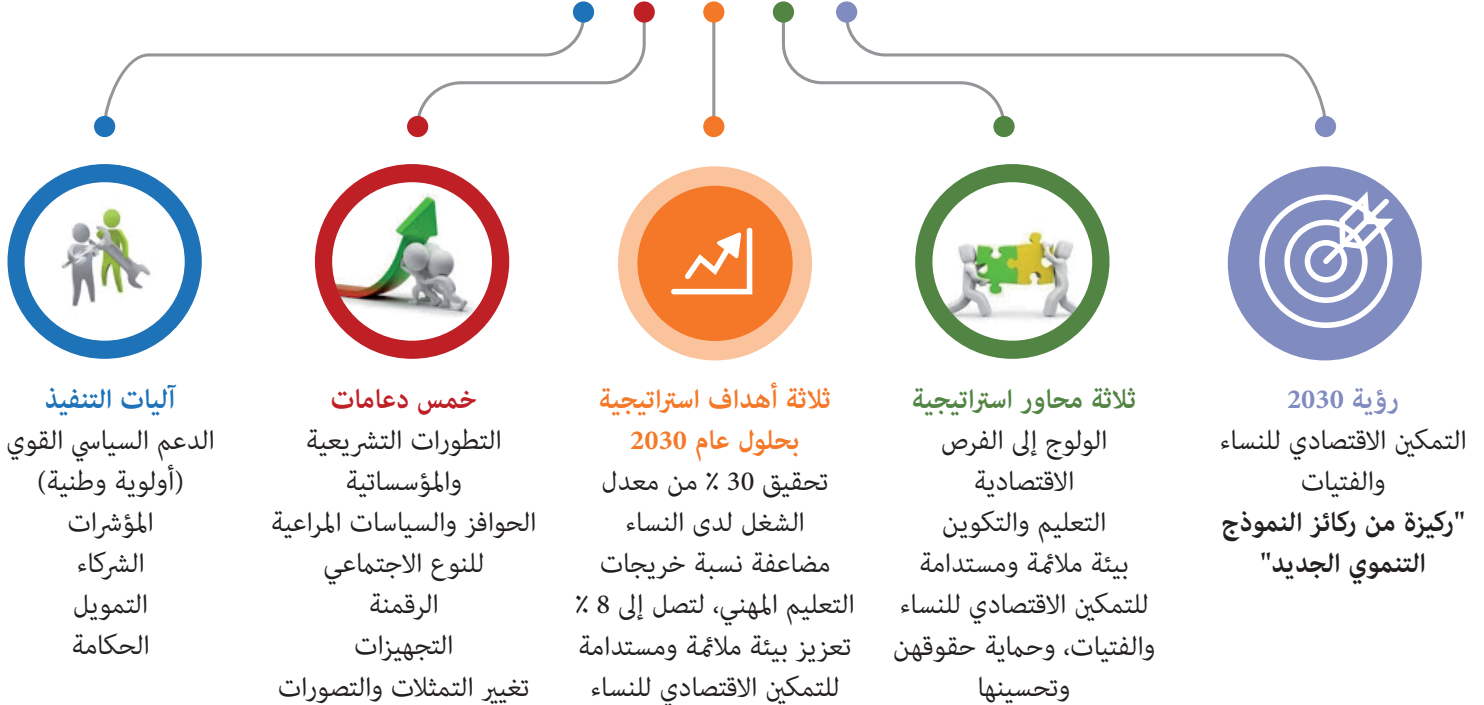 رؤية 2030
التمكين الاقتصادي للنساء
والفتيات
"ركيزة من ركائز النموذج
التنموي الجديد"
ثلاثة محاور استراتيجية
الولوج إلى الفرص
الاقتصادية
التعليم والتكوين
بيئة ملائمة ومستدامة
للتمكين الاقتصادي للنساء
والفتيات، وحماية حقوقهن
وتحسينها
ثلاثة أهداف استراتيجية
بحلول عام 2030
تحقيق 30 ٪ من معدل
الشغل لدى النساء
مضاعفة نسبة خريجات
التعليم المهني، لتصل إلى 8 ٪
تعزيز بيئة ملائمة ومستدامة
للتمكين الاقتصادي للنساء
خمس دعامات
التطورات التشريعية
والمؤسساتية
الحوافز والسياسات المراعية
للنوع الاجتماعي
الرقمنة
التجهيزات
تغيير التمثلات والتصورات
آليات التنفيذ
الدعم السياسي القوي
(أولوية وطنية)
المؤشرات
الشركاء
التمويل
الحكامة